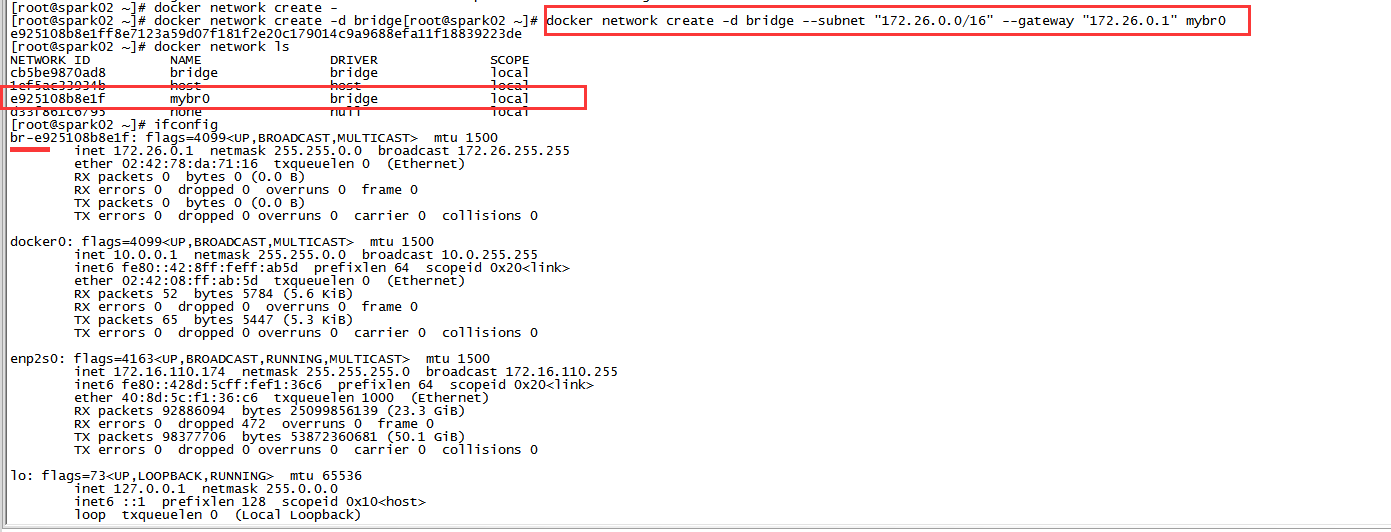 [root@spark02 ~]# docker network create -
[root@spark02 ~]# docker network create -d bridge[root@spark02 ~]# docker network create -d bridge --subnet "172.26.0.0/16" --gateway "172.26.0.1" mybr0
e925108b8e1ff8e7123a59d07f181f2e20c179014c9a9688efa11f18839223de
[root@spark02 ~]# docker network ls
NETWORK ID NAME DRIVER SCOPE
cb5be9870ad8 bridge bridge local
1ef5ac33934b host host local
e925108b8e1f mybr0 bridge local
d33f861c6795 none null local
[root@spark02 ~]# ifconfig
br-e925108b8e1f: flags=4099<UP,BROADCAST,MULTICAST> mtu 1500
inet 172.26.0.1 netmask 255.255.0.0 broadcast 172.26.255.255
ether 02:42:78:da:71:16 txqueuelen 0 (Ethernet)
RX packets 0 bytes 0 (0.0 B)
RX errors 0 dropped 0 overruns 0 frame 0
TX packets 0 bytes 0 (0.0 B)
TX errors 0 dropped 0 overruns 0 carrier 0 collisions 0
docker0: flags=4099<UP,BROADCAST,MULTICAST> mtu 1500
inet 10.0.0.1 netmask 255.255.0.0 broadcast 10.0.255.255
inet6 fe80::42:8ff:feff:ab5d prefixlen 64 scopeid 0x20<link>
ether 02:42:08:ff:ab:5d txqueuelen 0 (Ethernet)
RX packets 52 bytes 5784 (5.6 KiB)
RX errors 0 dropped 0 overruns 0 frame 0
TX packets 65 bytes 5447 (5.3 KiB)
TX errors 0 dropped 0 overruns 0 carrier 0 collisions 0
enp2s0: flags=4163<UP,BROADCAST,RUNNING,MULTICAST> mtu 1500
inet 172.16.110.174 netmask 255.255.255.0 broadcast 172.16.110.255
inet6 fe80::428d:5cff:fef1:36c6 prefixlen 64 scopeid 0x20<link>
ether 40:8d:5c:f1:36:c6 txqueuelen 1000 (Ethernet)
RX packets 92886094 bytes 25099856139 (23.3 GiB)
RX errors 0 dropped 472 overruns 0 frame 0
TX packets 98377706 bytes 53872360681 (50.1 GiB)
TX errors 0 dropped 0 overruns 0 carrier 0 collisions 0
lo: flags=73<UP,LOOPBACK,RUNNING> mtu 65536
inet 127.0.0.1 netmask 255.0.0.0
inet6 ::1 prefixlen 128 scopeid 0x10<host>
loop txqueuelen 0 (Local Loopback)